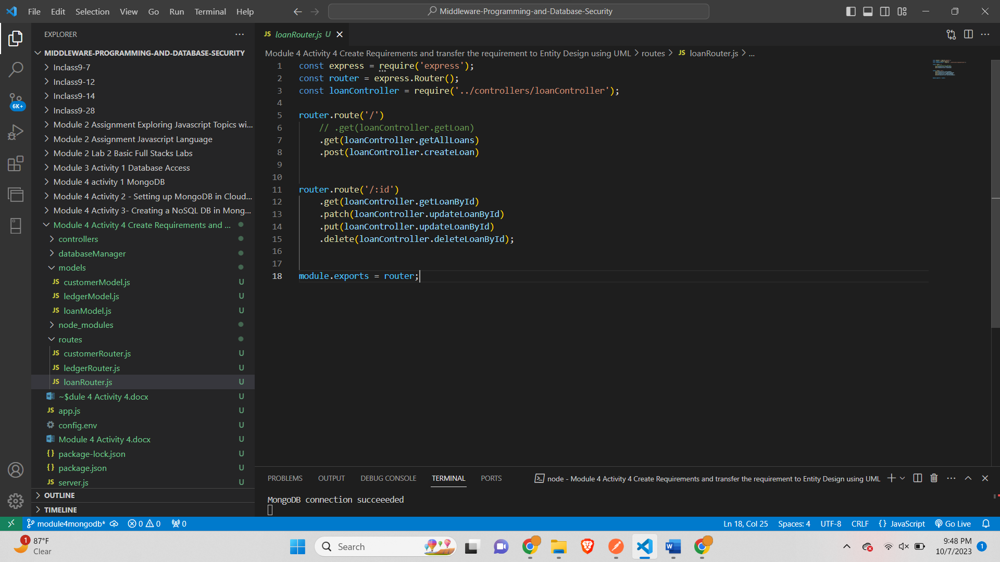 File Edit Selection View Go Run Terminal Help
Middleware-Programming-and-Database-Security
EXPLORER
MIDDLEWARE-PROGRAMMING-AND-DATABASE-SECURITY
Inclass9-7
Inclass9-12
Inclass9-14
Inclass9-28
Module 2 Assignment Exploring Javascript Topics wi...
Module 2 Assignment Javascript Language
Module 2 Lab 2 Basic Full Stacks Labs
Module 3 Activity 1 Database Access
Module 4 activity 1 MongoDB
Module 4 Activity 2 - Setting up MongoDB in Cloud...
Module 4 Activity 3- Creating a NoSQL DB in Mong...
Module 4 Activity 4 Create Requirements and ...
controllers
databaseManager
models
JS customerModel.js U
JS ledgerModel.js U
JS loanModel.js U
node_modules
routes
JS customerRouter.js U
JS ledgerRouter.js U
JS loanRouter.js U
~$dule 4 Activity 4.docx U
JS app.js U
config.env U
Module 4 Activity 4.docx U
{} package-lock.json U
{} package.json U
JS server.js U
OUTLINE
TIMELINE
6K+
JS loanRouter.js U
Module 4 Activity 4 Create Requirements and transfer the requirement to Entity Design using UML > routes > JS loanRouter.js > ...
1 const express = require('express');
2 const router = express.Router();
3 const loanController = require('../controllers/loanController');
4
5 router.route('/')
6 // .get(loanController.getLoan)
7 .get(loanController.getAllLoans)
8 .post(loanController.createLoan)
9
10
11 router.route('/:id')
12 .get(loanController.getLoanById)
13 .patch(loanController.updateLoanById)
14 .put(loanController.updateLoanById)
15 .delete(loanController.deleteLoanById);
16
17
18 module.exports = router;
PROBLEMS OUTPUT DEBUG CONSOLE TERMINAL PORTS
node - Module 4 Activity 4 Create Requirements and transfer the requirement to Entity Design using UML
MongoDB connection succeeeded
module4mongodb* 0 0 0
Ln 18, Col 25 Spaces: 4 UTF-8 CRLF {} JavaScript Go Live
1
87°F
Clear
Search
9:48 PM
10/7/2023
1